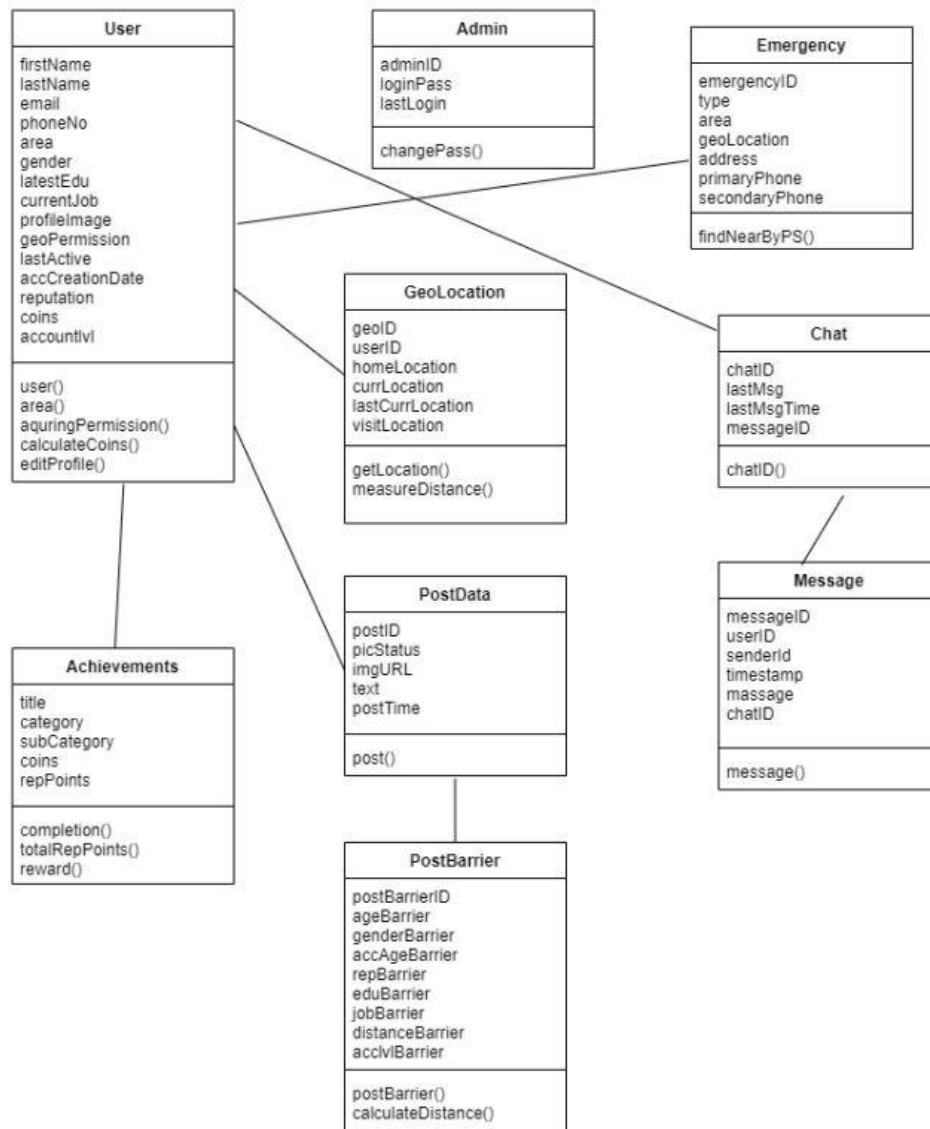 User
firstName
lastName
email
phoneNo
area
gender
latestEdu
currentJob
profileImage
geoPermission
lastActive
accCreationDate
reputation
coins
accountlvl
user()
area()
aquringPermission()
calculateCoins()
editProfile()
Admin
adminID
loginPass
lastLogin
changePass()
Emergency
emergencyID
type
area
geoLocation
address
primaryPhone
secondaryPhone
findNearByPS()
GeoLocation
geoID
userID
homeLocation
currLocation
lastCurrLocation
visitLocation
getLocation()
measureDistance()
Chat
chatID
lastMsg
lastMsgTime
messageID
chatID()
Message
messageID
userID
senderId
timestamp
massage
chatID
message()
PostData
postID
picStatus
imgURL
text
postTime
post()
Achievements
title
category
subCategory
coins
repPoints
completion()
totalRepPoints()
reward()
PostBarrier
postBarrierID
ageBarrier
genderBarrier
accAgeBarrier
repBarrier
eduBarrier
jobBarrier
distanceBarrier
acclvlBarrier
postBarrier()
calculateDistance()